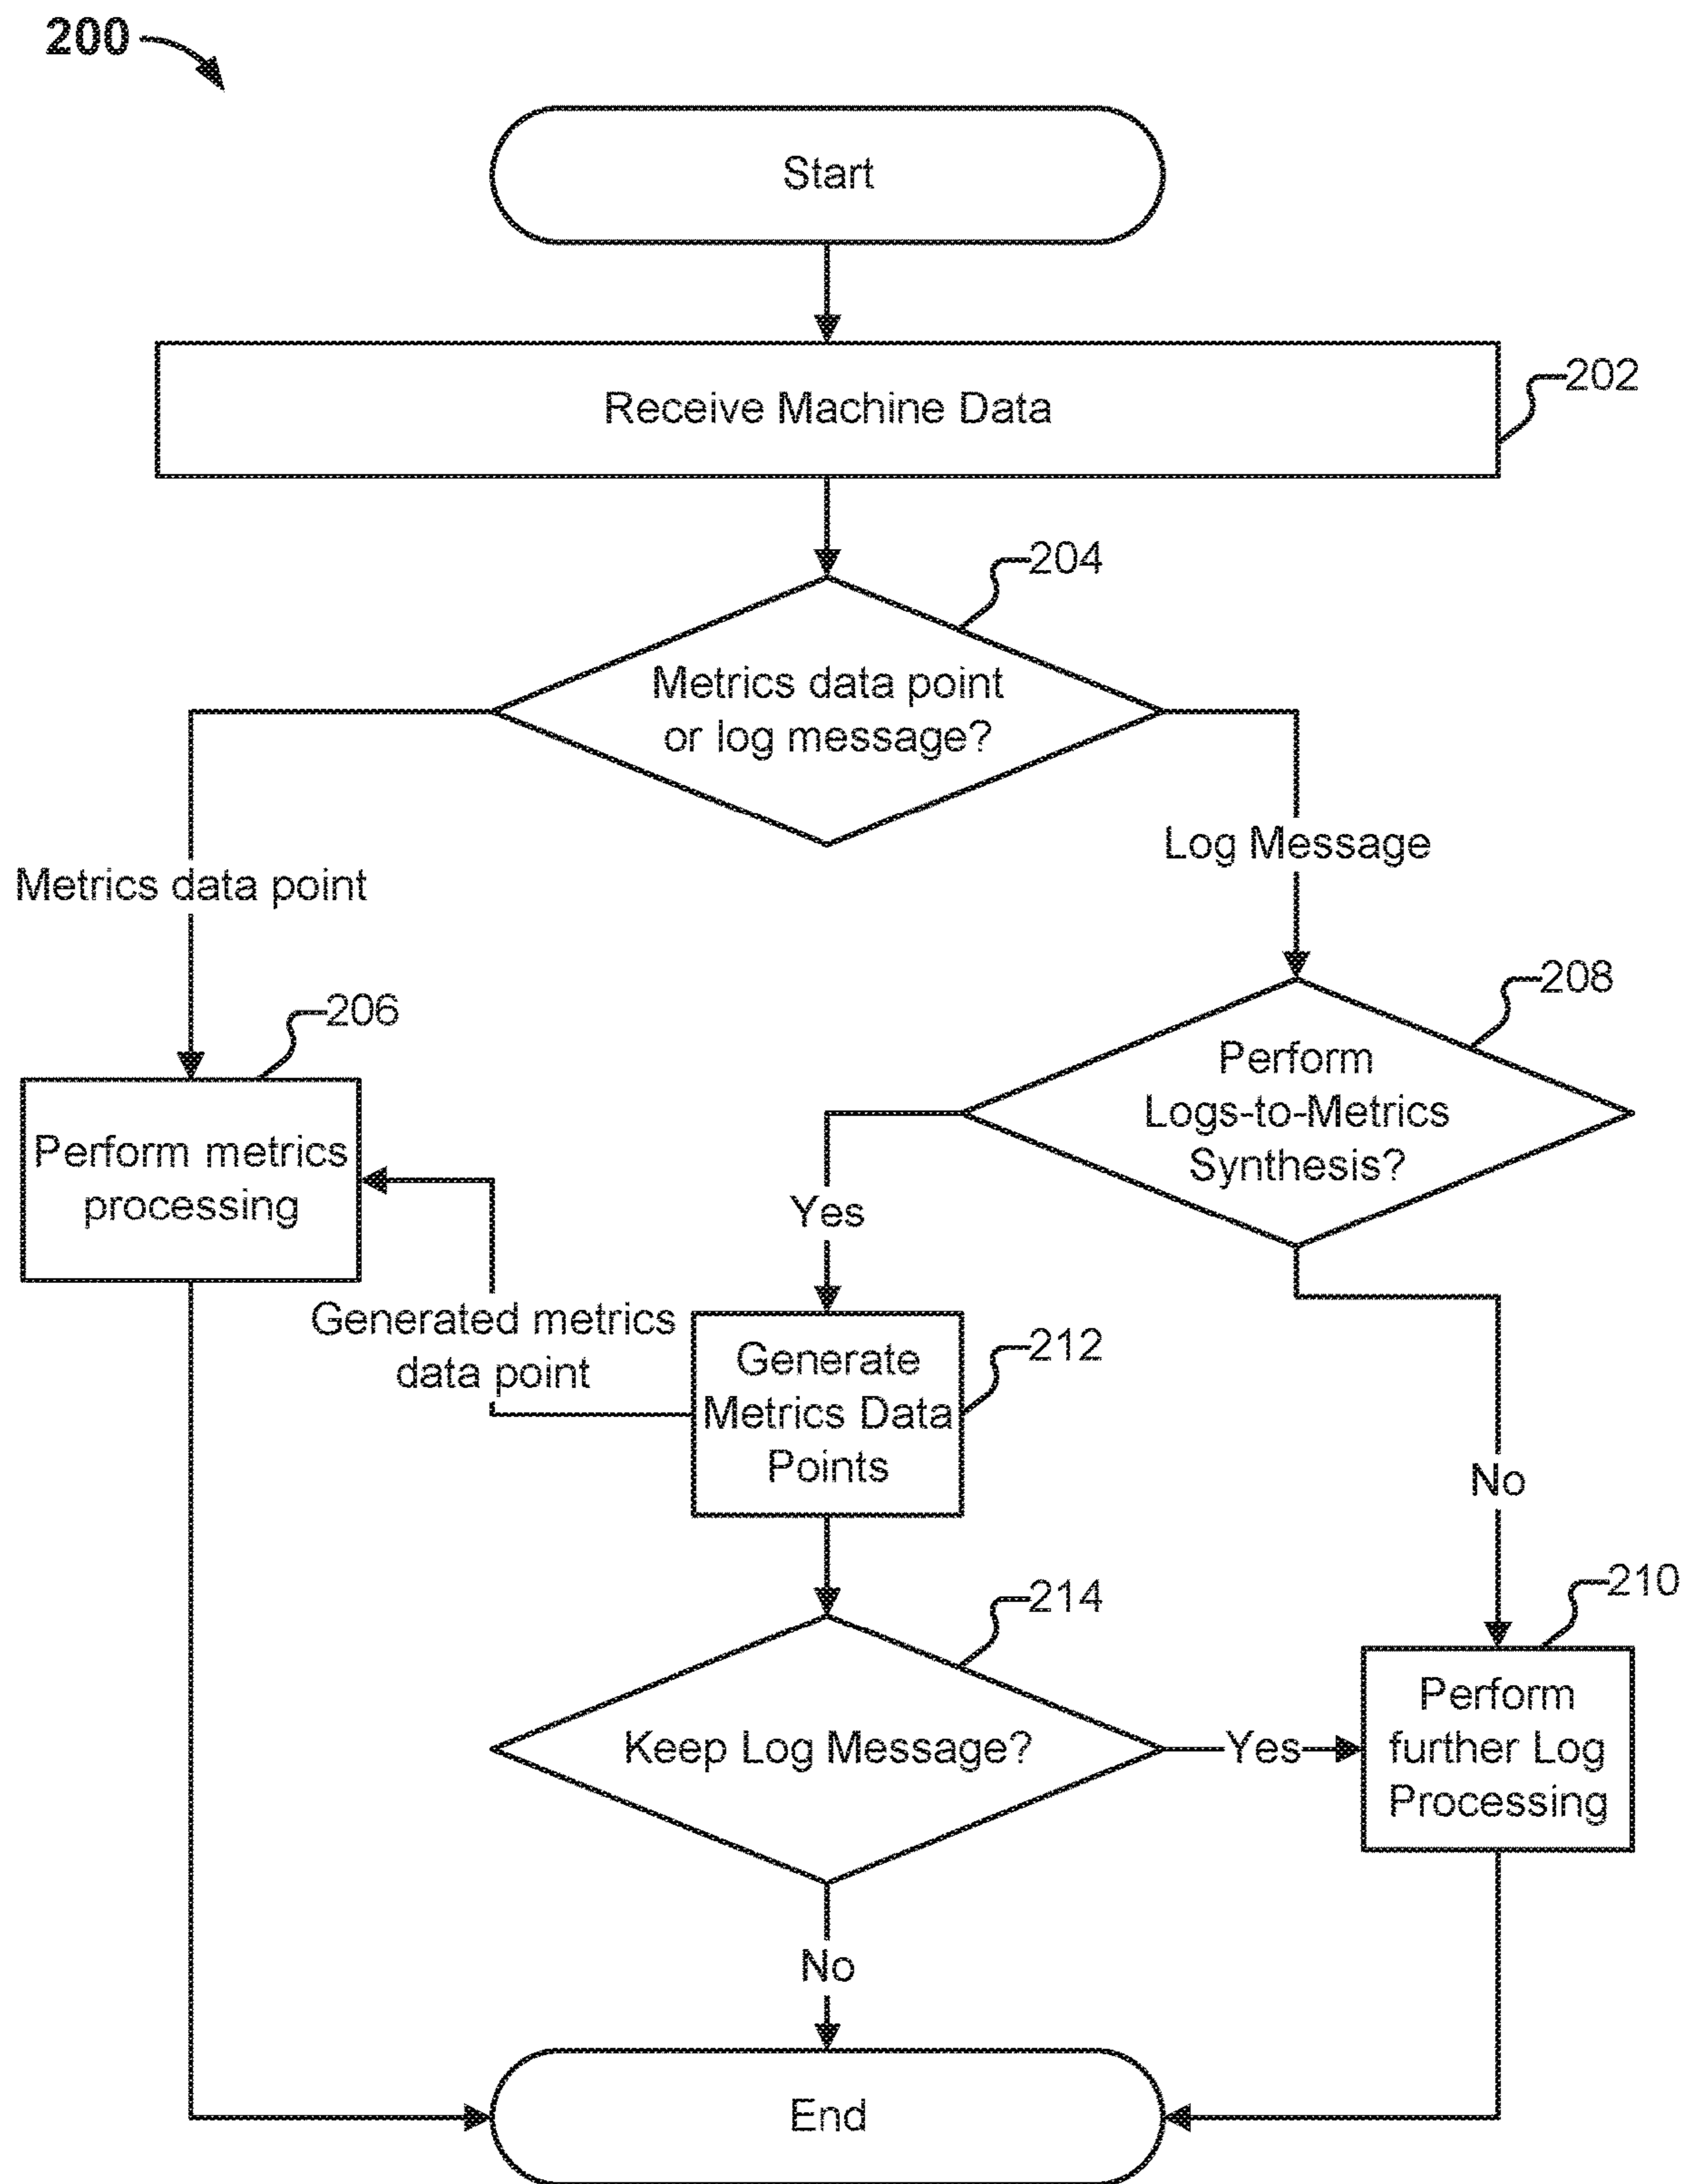 200
Start
Receive Machine Data
202
204
Metrics data point
or log message?
Log Message
Metrics data point
208
206
Perform
Logs-to-Metrics
Synthesis?
Perform metrics
processing
Yes
Generated metrics
data point
212
Generate
Metrics Data
Points
No
214
210
Keep Log Message?
Yes
Perform
further Log
Processing
No
End